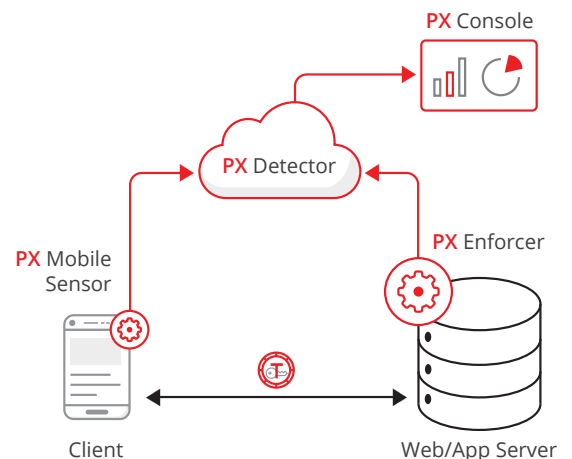 PX Console
PX Detector
PX Enforcer
PX Mobile
Sensor
T
Client
Web/App Server